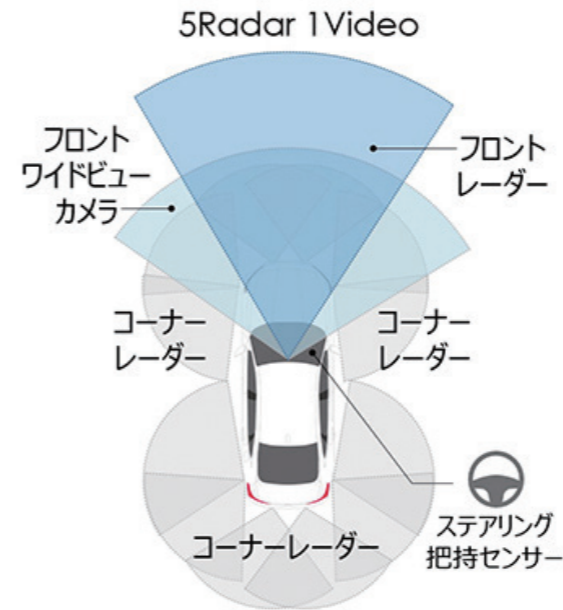 5Radar 1Video
フロント
ワイドビュー
カメラ
フロント
レーダー
コーナー
レーダー
コーナー
レーダー
コーナーレーダー
ステアリング
把持センサー